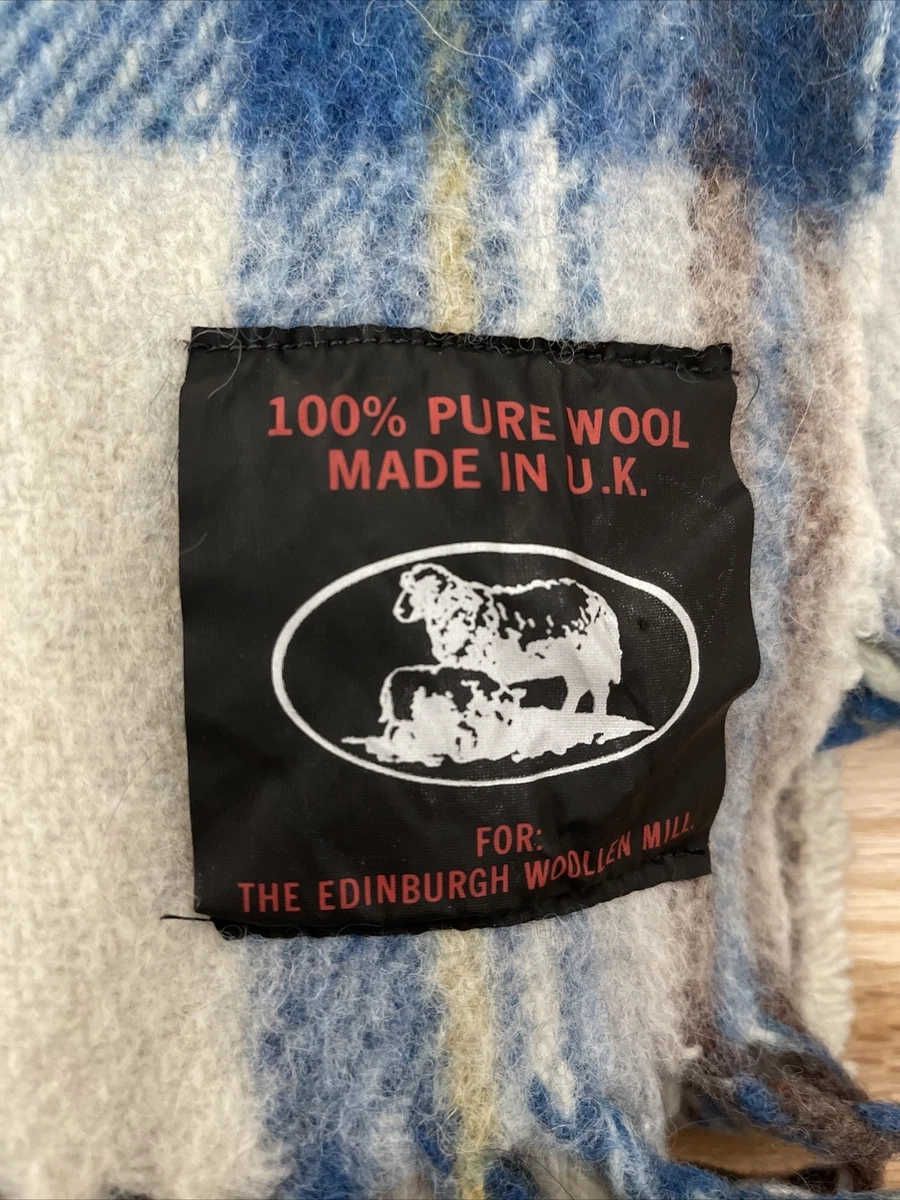 100% PURE WOOL
MADE IN U.K.
FOR:
THE EDINBURGH WOOLLEN MILL.